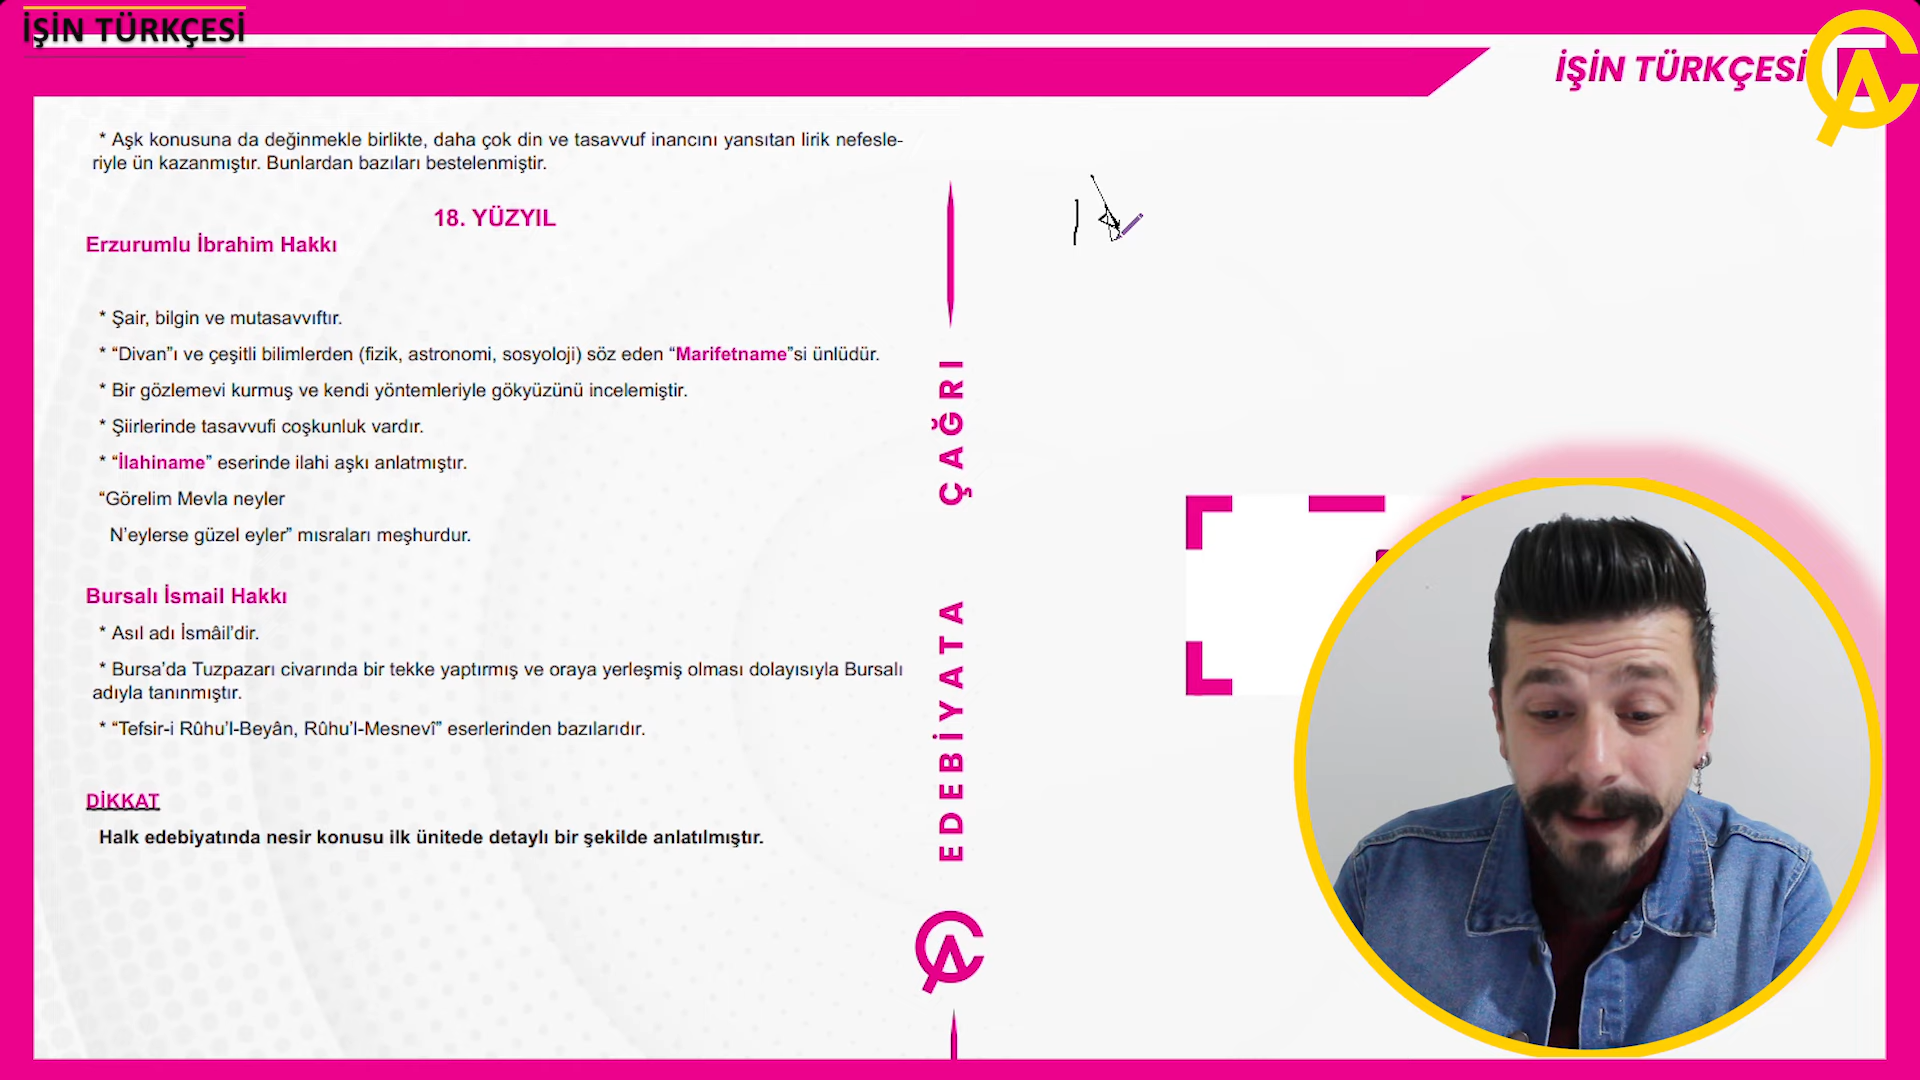 İŞİN TÜRKÇESİ
İŞİN TÜRKÇESİ
* Aşk konusuna da değinmekle birlikte, daha çok din ve tasavvuf inancını yansıtan lirik nefesle-
riyle ün kazanmıştır. Bunlardan bazıları bestelenmiştir.
18. YÜZYIL
Erzurumlu İbrahim Hakkı
* Şair, bilgin ve mutasavvıftır.
* “Divan”ı ve çeşitli bilimlerden (fizik, astronomi, sosyoloji) söz eden “Marifetname”si ünlüdür.
* Bir gözlemevi kurmuş ve kendi yöntemleriyle gökyüzünü incelemiştir.
* Şiirlerinde tasavvufi coşkunluk vardır.
* “İlahiname” eserinde ilahi aşkı anlatmıştır.
“Görelim Mevla neyler
N’eylerse güzel eyler” mısraları meşhurdur.
Bursalı İsmail Hakkı
* Asıl adı İsmâil’dir.
* Bursa’da Tuzpazarı civarında bir tekke yaptırmış ve oraya yerleşmiş olması dolayısıyla Bursalı
adıyla tanınmıştır.
* “Tefsir-i Rûhu’l-Beyân, Rûhu’l-Mesnevî” eserlerinden bazılarıdır.
DİKKAT
Halk edebiyatında nesir konusu ilk ünitede detaylı bir şekilde anlatılmıştır.
EDEBİYATA ÇAĞRI